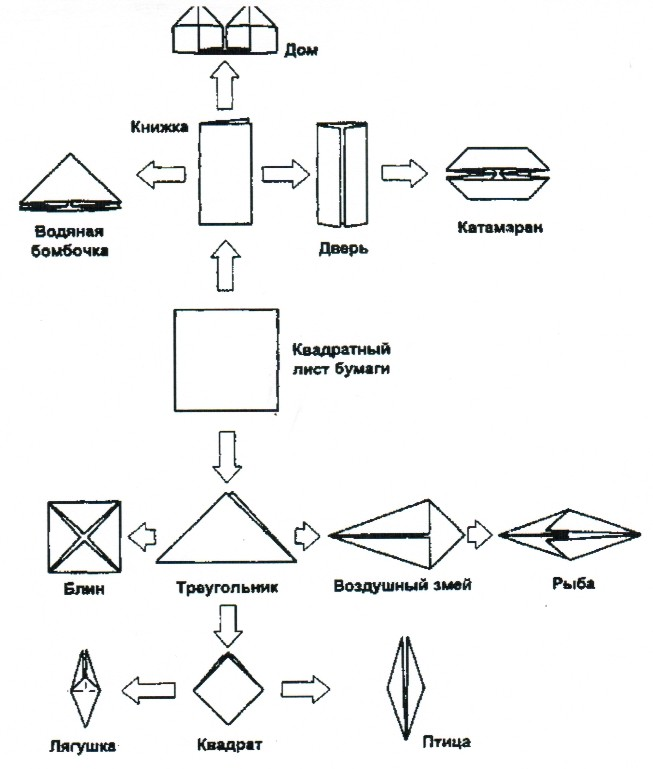 Дом
Книжка
Водяная
бомбочка
Дверь
Катамаран
Квадратный
лист бумаги
Блин
Треугольник
Воздушный змей
Рыба
Лягушка
Квадрат
Птица